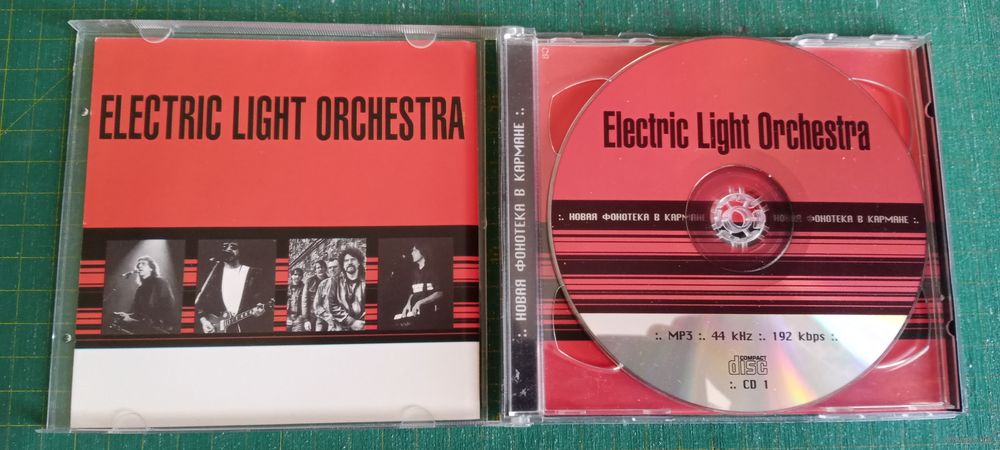 ELECTRIC LIGHT ORCHESTRA
:. НОВАЯ ФОНОТЕКА В КАРМАНЕ :.
Electric Light Orchestra
:. НОВАЯ ФОНОТЕКА В КАРМАНЕ
НОВАЯ ФОНОТЕКА В КАРМАНЕ :.
:. MP3 :. 44 kHz :. 192 kbps :.
COMPACT
disc
:. CD 1